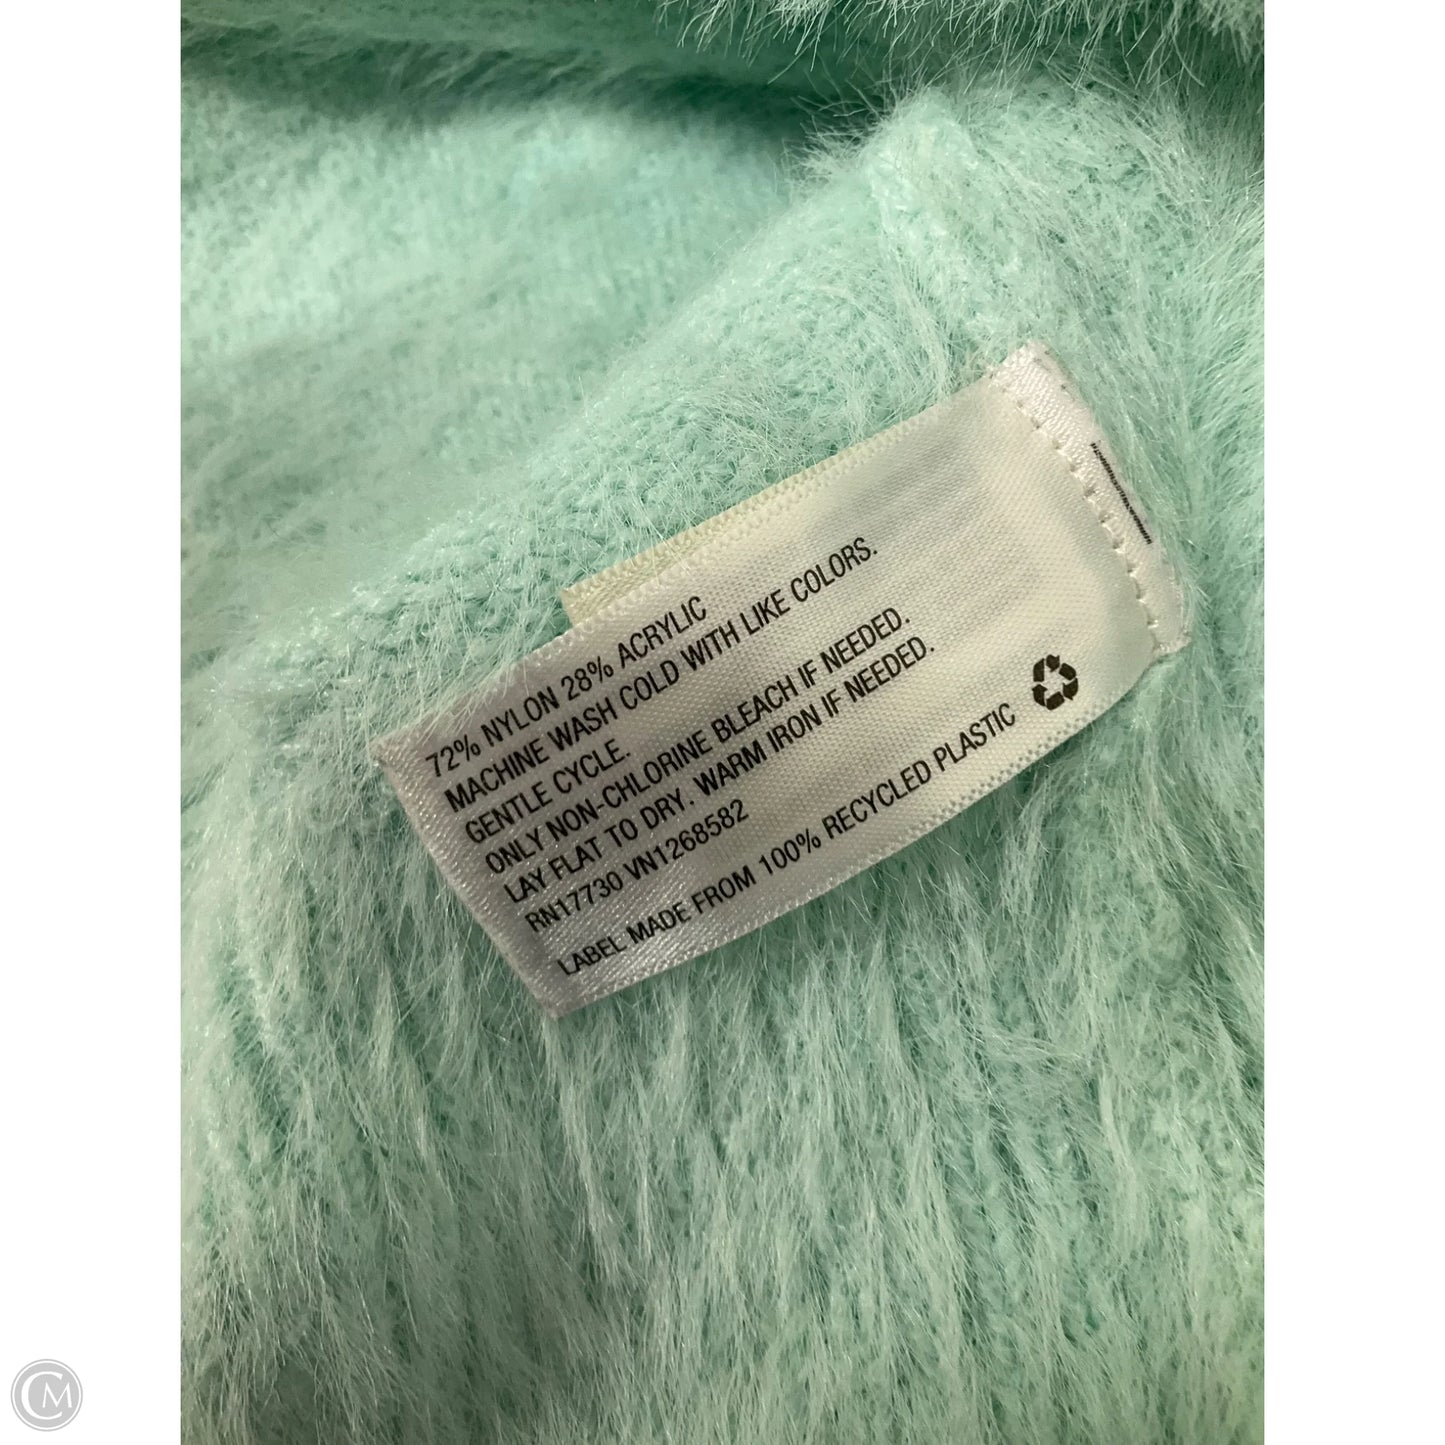 72% NYLON 28% ACRYLIC
MACHINE WASH COLD WITH LIKE COLORS.
GENTLE CYCLE.
ONLY NON-CHLORINE BLEACH IF NEEDED.
LAY FLAT TO DRY. WARM IRON IF NEEDED.
RN17730 VN1268582
LABEL MADE FROM 100% RECYCLED PLASTIC
CM